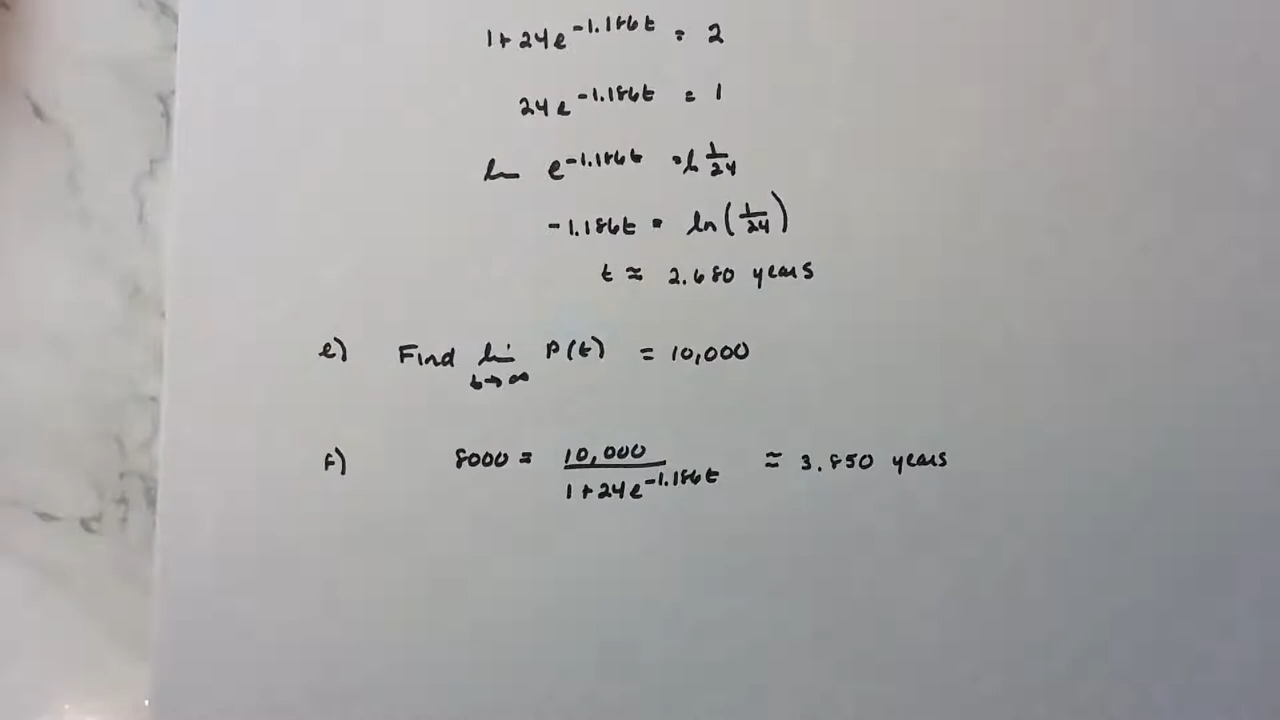 1+24e^{-1.186t} = 2
24e^{-1.186t} = 1
ln e^{-1.186t} = ln 1/24
-1.186t = ln(1/24)
t ≈ 2.680 years
e) Find lim t→∞ P(t) = 10,000
f) 8000 = 10,000/(1+24e^{-1.186t}) ≈ 3.850 years